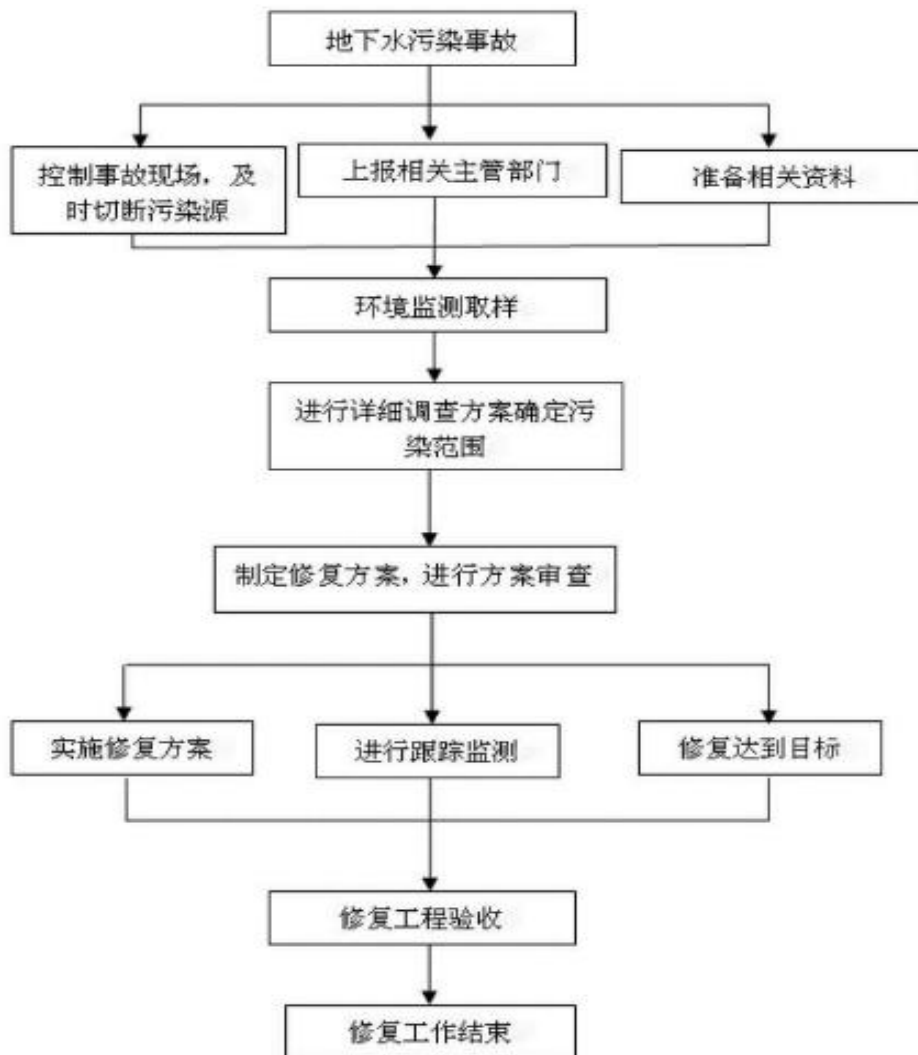 地下水污染事故
控制事故现场，及
时切断污染源
上报相关主管部门
准备相关资料
环境监测取样
进行详细调查方案确定污
染范围
制定修复方案，进行方案审查
实施修复方案
进行跟踪监测
修复达到目标
修复工程验收
修复工作结束